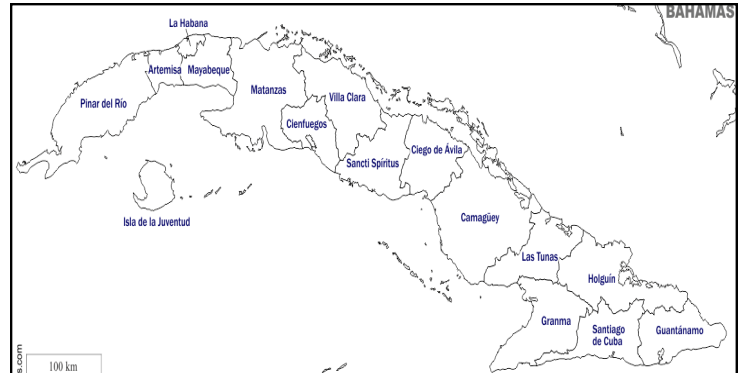 BAHAMAS
La Habana
Artemisa
Mayabeque
Pinar del Río
Matanzas
Villa Clara
Cienfuegos
Sancti Spíritus
Ciego de Ávila
Isla de la Juventud
Camagüey
Las Tunas
Holguín
Granma
Santiago
de Cuba
Guantánamo
s.com
100 km